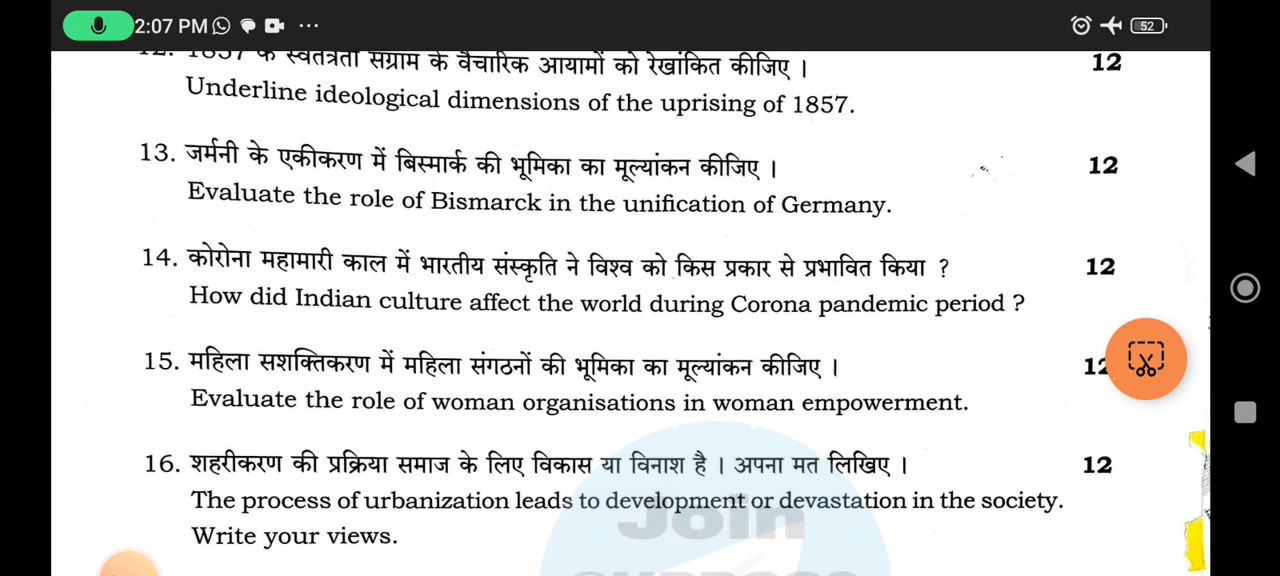 2:07 PM
52
12. 1857 के स्वतंत्रता संग्राम के वैचारिक आयामों को रेखांकित कीजिए । 12
Underline ideological dimensions of the uprising of 1857.
13. जर्मनी के एकीकरण में बिस्मार्क की भूमिका का मूल्यांकन कीजिए । 12
Evaluate the role of Bismarck in the unification of Germany.
14. कोरोना महामारी काल में भारतीय संस्कृति ने विश्व को किस प्रकार से प्रभावित किया ? 12
How did Indian culture affect the world during Corona pandemic period ?
15. महिला सशक्तिकरण में महिला संगठनों की भूमिका का मूल्यांकन कीजिए । 12
Evaluate the role of woman organisations in woman empowerment.
16. शहरीकरण की प्रक्रिया समाज के लिए विकास या विनाश है । अपना मत लिखिए । 12
The process of urbanization leads to development or devastation in the society.
Write your views.
Join